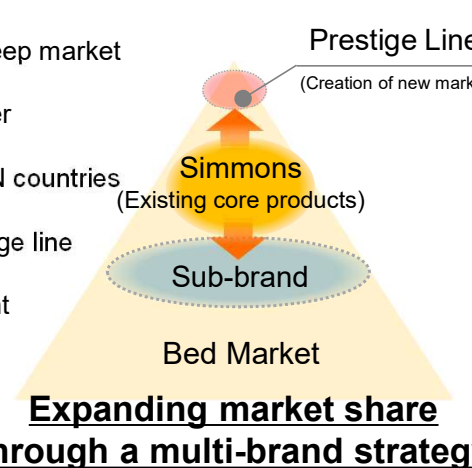 eep market
Prestige Line
(Creation of new mark
er
Simmons
N countries
(Existing core products)
ge line
Sub-brand
nt
Bed Market
Expanding market share
hrough a multi-brand strateg